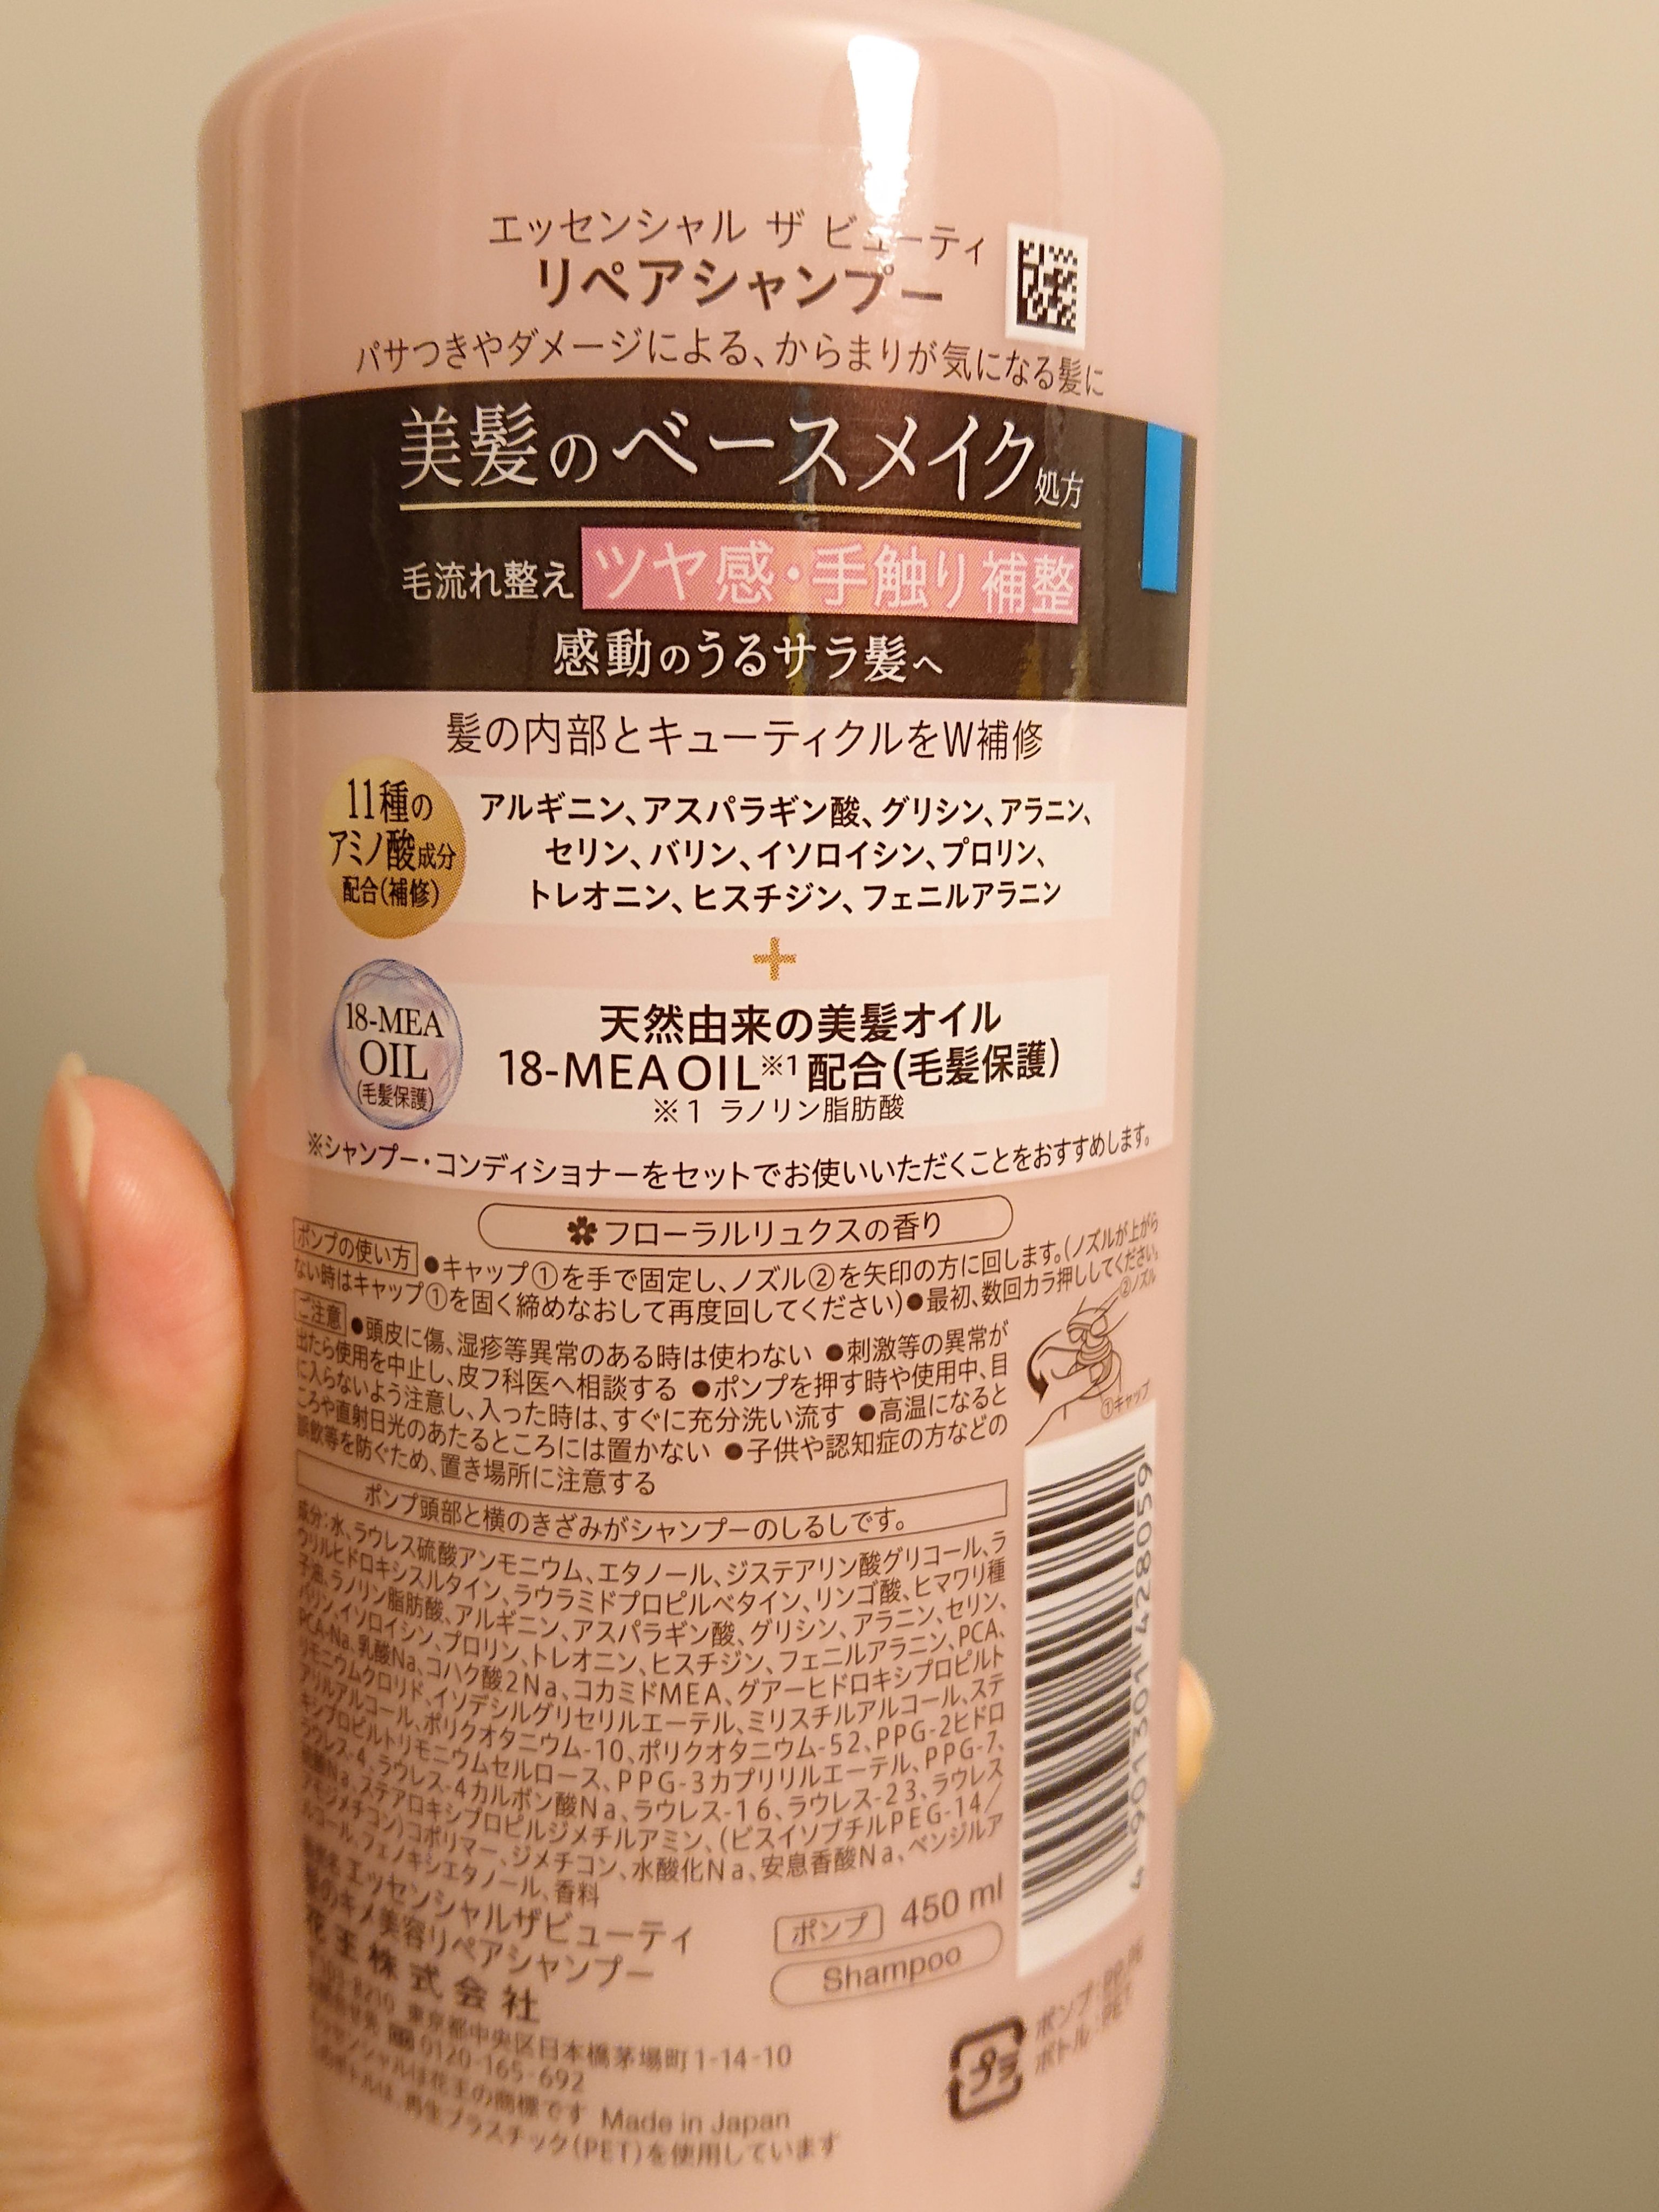 エッセンシャル ザ ビューティ
リペアシャンプー
パサつきやダメージによる、からまりが気になる髪に
美髪のベースメイク処方
毛流れ整え ツヤ感・手触り補整
感動のうるサラ髪へ
髪の内部とキューティクルをW補修
11種の
アミノ酸成分
配合(補修)
アルギニン、アスパラギン酸、グリシン、アラニン、
セリン、バリン、イソロイシン、プロリン、
トレオニン、ヒスチジン、フェニルアラニン
+
18-MEA
OIL
(毛髪保護)
天然由来の美髪オイル
18-MEA OIL※1配合(毛髪保護)
※1 ラノリン脂肪酸
※シャンプー・コンディショナーをセットでお使いいただくことをおすすめします。
フローラルリュクスの香り
ポンプの使い方 ●キャップ①を手で固定し、ノズル②を矢印の方に回します。(ノズルが上がら
ない時はキャップ①を固く締めなおして再度回してください)●最初、数回カラ押ししてください。
②ノズル
①キャップ
ご注意 ●頭皮に傷、湿疹等異常のある時は使わない ●刺激等の異常が
出たら使用を中止し、皮フ科医へ相談する ●ポンプを押す時や使用中、目
に入らないよう注意し、入った時は、すぐに充分洗い流す ●高温になると
ころや直射日光のあたるところには置かない ●子供や認知症の方などの
誤飲等を防ぐため、置き場所に注意する
ポンプ頭部と横のきざみがシャンプーのしるしです。
成分:水、ラウレス硫酸アンモニウム、エタノール、ジステアリン酸グリコール、ラ
ウリルヒドロキシスルタイン、ラウラミドプロピルベタイン、リンゴ酸、ヒマワリ種
子油、ラノリン脂肪酸、アルギニン、アスパラギン酸、グリシン、アラニン、セリン、
バリン、イソロイシン、プロリン、トレオニン、ヒスチジン、フェニルアラニン、PCA、
PCA-Na、乳酸Na、コハク酸2Na、コカミドMEA、グアーヒドロキシプロピルト
リモニウムクロリド、イソデシルグリセリルエーテル、ミリスチルアルコール、ステ
アリルアルコール、ポリクオタニウム-10、ポリクオタニウム-52、PPG-2ヒドロ
キシプロピルトリモニウムセルロース、PPG-3カプリリルエーテル、PPG-7、
ラウレス-4、ラウレス-4カルボン酸Na、ラウレス-16、ラウレス-23、ラウレス
硫酸Na、ステアロキシプロピルジメチルアミン、(ビスイソブチルPEG-14/
アモジメチコン)コポリマー、ジメチコン、水酸化Na、安息香酸Na、ベンジルア
ルコール、フェノキシエタノール、香料
エッセンシャルザビューティ
髪のキメ美容リペアシャンプー
花王株式会社
〒103-8210 東京都中央区日本橋茅場町1-14-10
0120-165-692
エッセンシャルは花王の商標です Made in Japan
このボトルは、再生プラスチック(PET)を使用しています
ポンプ 450 ml
Shampoo
4901301428059
プラ
ポンプ:PP,PE
ボトル:PET